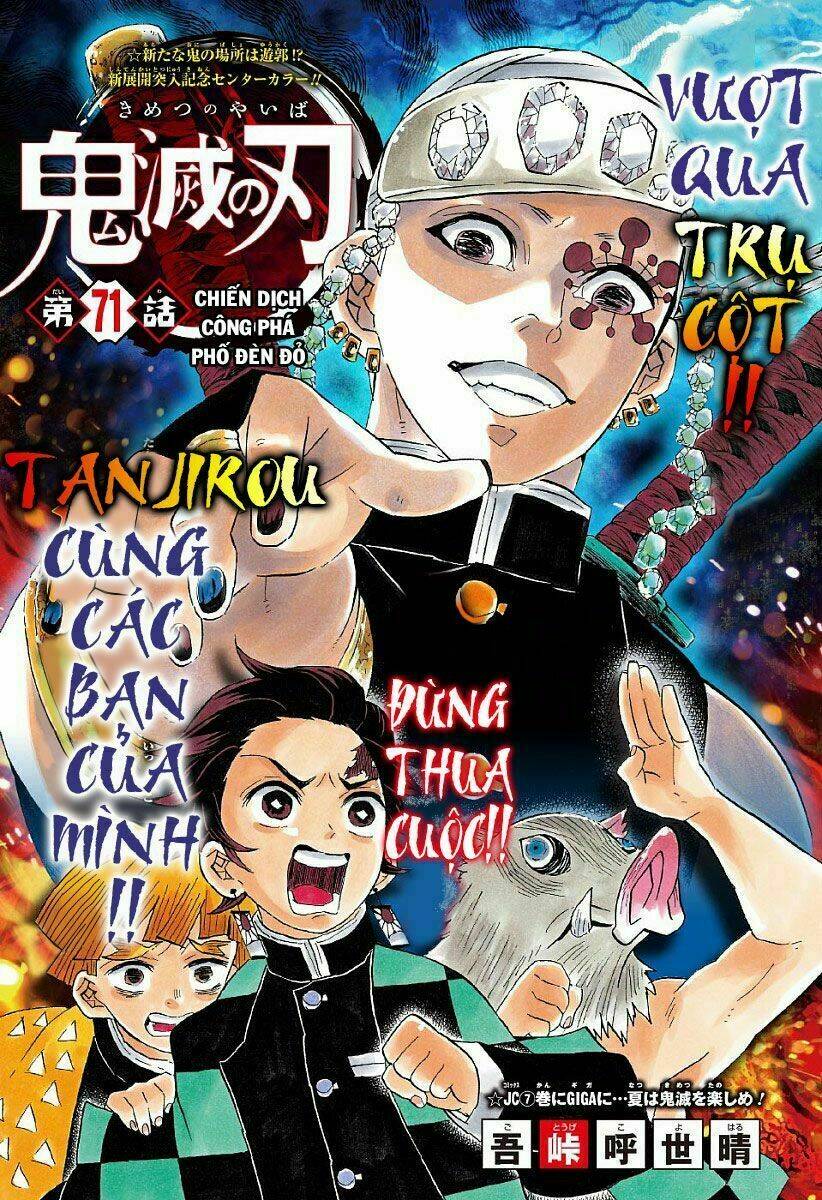 ☆新たな鬼の場所は遊郭!?
新展開突入記念センターカラー!!
きめつのやいば
鬼滅の刃
第71話
CHIẾN DỊCH
CÔNG PHÁ
PHỐ ĐÈN ĐỎ
VƯỢT
QUA
TRỤ
CỘT!!
TANJIROU
CÙNG
CÁC
BẠN
CỦA
MÌNH
!!
ĐỪNG
THUA
CUỘC!!
☆JC⑦巻にGIGAに…夏は鬼滅を楽しめ!
吾峠呼世晴